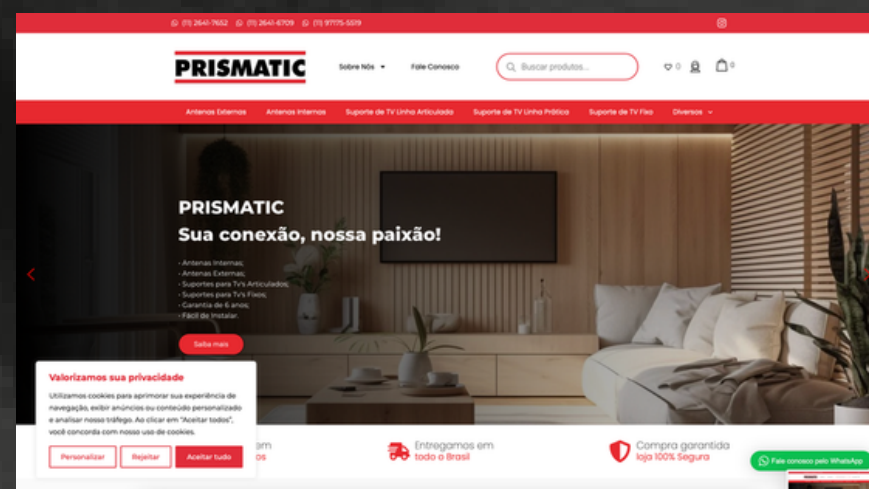 (11) 2641-7652 (11) 2641-6709 (11) 97175-5519
PRISMATIC
Sobre Nós
Fale Conosco
Buscar produtos...
0
0
Antenas Externas Antenas Internas Suporte de TV Linha Articulada Suporte de TV Linha Prática Suporte de TV Fixo Diversos
PRISMATIC
Sua conexão, nossa paixão!
- Antenas Internas;
- Antenas Externas;
- Suportes para Tv's Articulados;
- Suportes para Tv's Fixos;
- Garantia de 6 anos;
- Fácil de Instalar.
Saiba mais
Valorizamos sua privacidade
Utilizamos cookies para aprimorar sua experiência de
navegação, exibir anúncios ou conteúdo personalizado
e analisar nosso tráfego. Ao clicar em "Aceitar todos",
você concorda com nosso uso de cookies.
Personalizar Rejeitar Aceitar tudo
em
os
Entregamos em
todo o Brasil
Compra garantida
loja 100% Segura
Fale conosco pelo WhatsApp